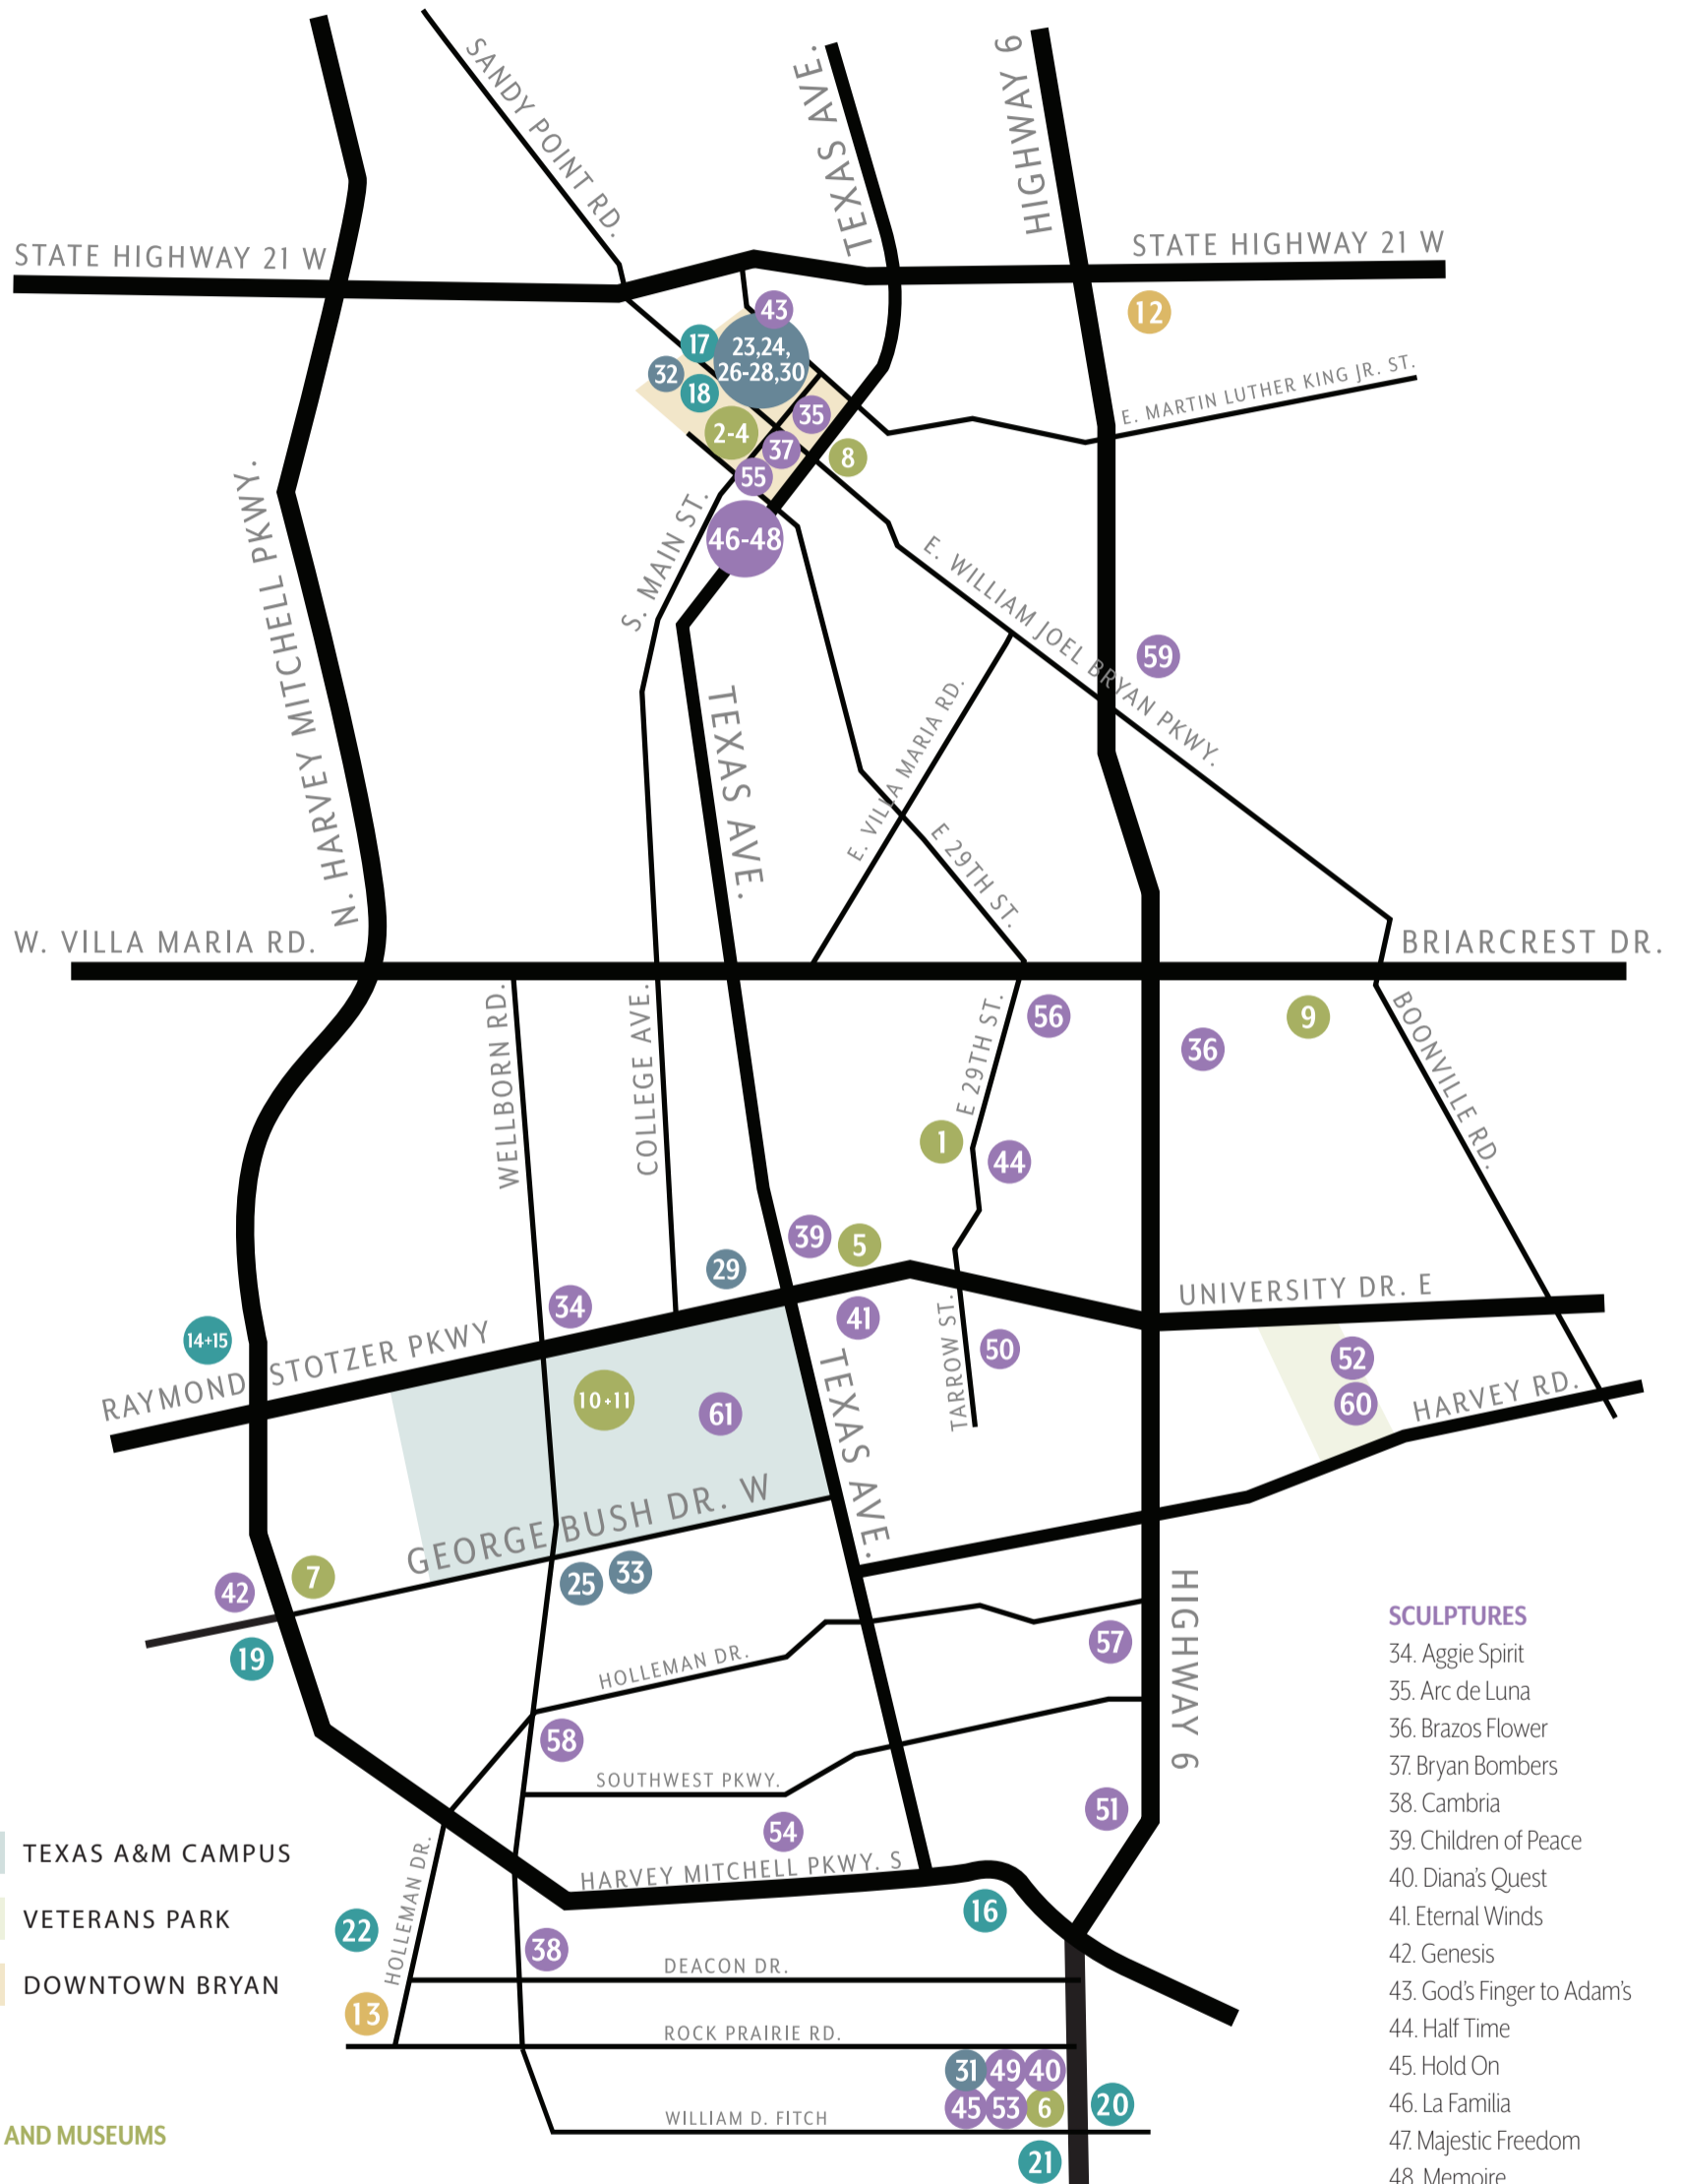 SANDY POINT RD.
TEXAS AVE.
HIGHWAY 6
STATE HIGHWAY 21 W
STATE HIGHWAY 21 W
43
12
17
23,24,
26-28,30
32
18
E. MARTIN LUTHER KING JR. ST.
35
2-4
37
8
55
N. HARVEY MITCHELL PKWY.
S. MAIN ST.
46-48
E. WILLIAM JOEL BRYAN PKWY.
59
TEXAS AVE.
E. VILLA MARIA RD.
E 29TH ST.
W. VILLA MARIA RD.
BRIARCREST DR.
WELLBORN RD.
COLLEGE AVE.
E 29TH ST.
56
36
9
BOONVILLE RD.
1
44
39
5
29
34
41
UNIVERSITY DR. E
14+15
RAYMOND STOTZER PKWY
TARROW ST.
50
52
60
HARVEY RD.
10+11
61
TEXAS AVE.
GEORGE BUSH DR. W
42
7
25
33
19
HOLLEMAN DR.
57
HIGHWAY 6
58
SOUTHWEST PKWY.
51
54
HARVEY MITCHELL PKWY. S
16
HOLLEMAN DR.
22
38
DEACON DR.
13
ROCK PRAIRIE RD.
31
49
40
45
53
6
20
WILLIAM D. FITCH
21
TEXAS A&M CAMPUS
VETERANS PARK
DOWNTOWN BRYAN
AND MUSEUMS
SCULPTURES
34. Aggie Spirit
35. Arc de Luna
36. Brazos Flower
37. Bryan Bombers
38. Cambria
39. Children of Peace
40. Diana's Quest
41. Eternal Winds
42. Genesis
43. God's Finger to Adam's
44. Half Time
45. Hold On
46. La Familia
47. Majestic Freedom
48. Memoire